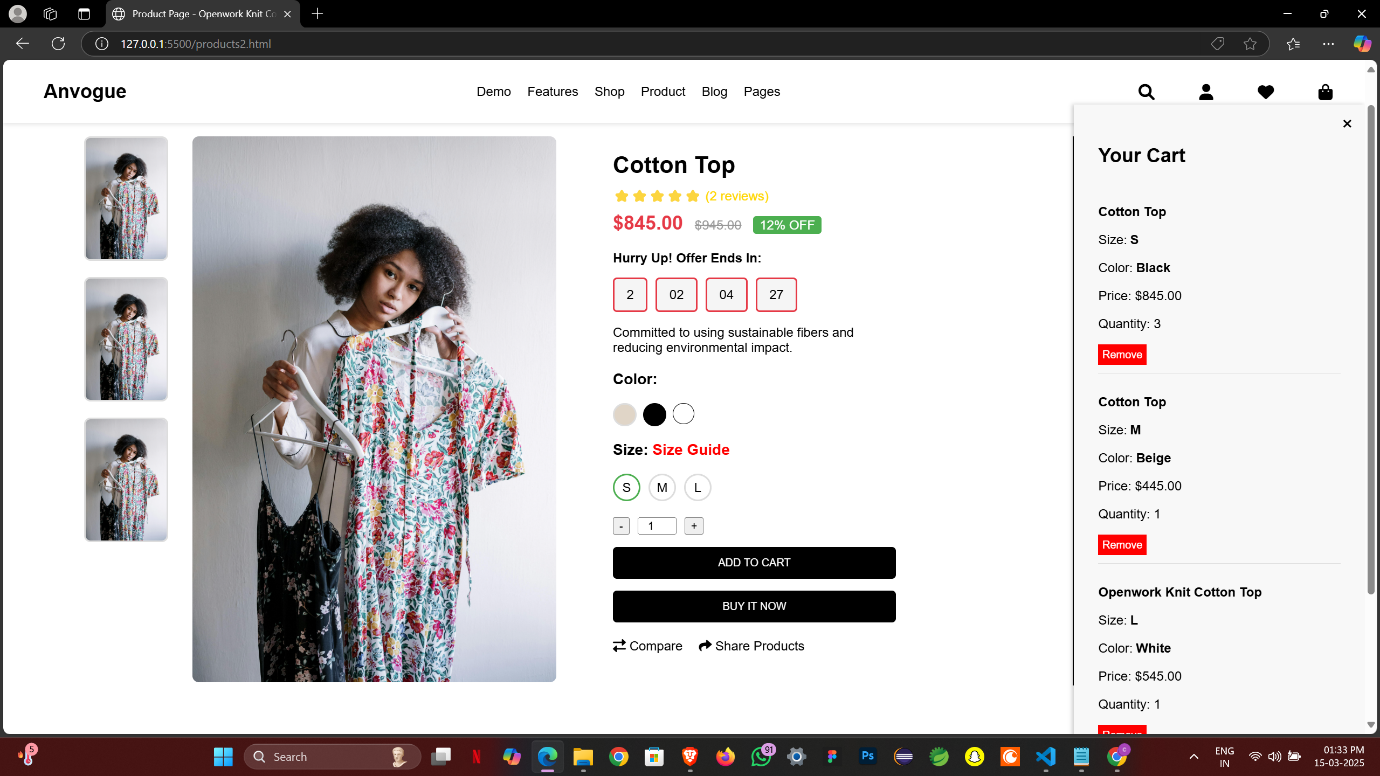 Product Page - Openwork Knit Co
127.0.0.1:5500/products2.html
Anvogue
Demo Features Shop Product Blog Pages
Cotton Top
(2 reviews)
$845.00 $945.00 12% OFF
Hurry Up! Offer Ends In:
2 02 04 27
Committed to using sustainable fibers and
reducing environmental impact.
Color:
Size: Size Guide
S M L
- 1 +
ADD TO CART
BUY IT NOW
Compare Share Products
Your Cart
Cotton Top
Size: S
Color: Black
Price: $845.00
Quantity: 3
Remove
Cotton Top
Size: M
Color: Beige
Price: $445.00
Quantity: 1
Remove
Openwork Knit Cotton Top
Size: L
Color: White
Price: $545.00
Quantity: 1
Remove
5
Search
91
Ps
ENG
IN
01:33 PM
15-03-2025